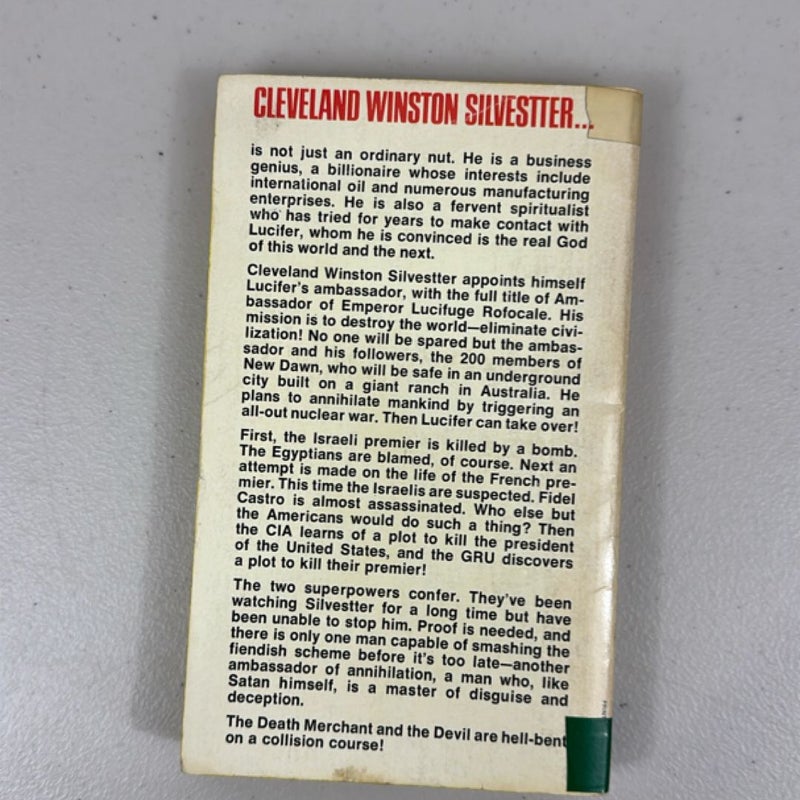 CLEVELAND WINSTON SILVESTTER...
is not just an ordinary nut. He is a business
genius, a billionaire whose interests include
international oil and numerous manufacturing
enterprises. He is also a fervent spiritualist
who has tried for years to make contact with
Lucifer, whom he is convinced is the real God
of this world and the next.
Cleveland Winston Silvestter appoints himself
Lucifer's ambassador, with the full title of Am-
bassador of Emperor Lucifuge Rofocale. His
mission is to destroy the world—eliminate civi-
lization! No one will be spared but the ambas-
sador and his followers, the 200 members of
New Dawn, who will be safe in an underground
city built on a giant ranch in Australia. He
plans to annihilate mankind by triggering an
all-out nuclear war. Then Lucifer can take over!
First, the Israeli premier is killed by a bomb.
The Egyptians are blamed, of course. Next an
attempt is made on the life of the French pre-
mier. This time the Israelis are suspected. Fidel
Castro is almost assassinated. Who else but
the Americans would do such a thing? Then
the CIA learns of a plot to kill the president
of the United States, and the GRU discovers
a plot to kill their premier!
The two superpowers confer. They've been
watching Silvestter for a long time but have
been unable to stop him. Proof is needed, and
there is only one man capable of smashing the
fiendish scheme before it's too late—another
ambassador of annihilation, a man who, like
Satan himself, is a master of disguise and
deception.
The Death Merchant and the Devil are hell-bent
on a collision course!